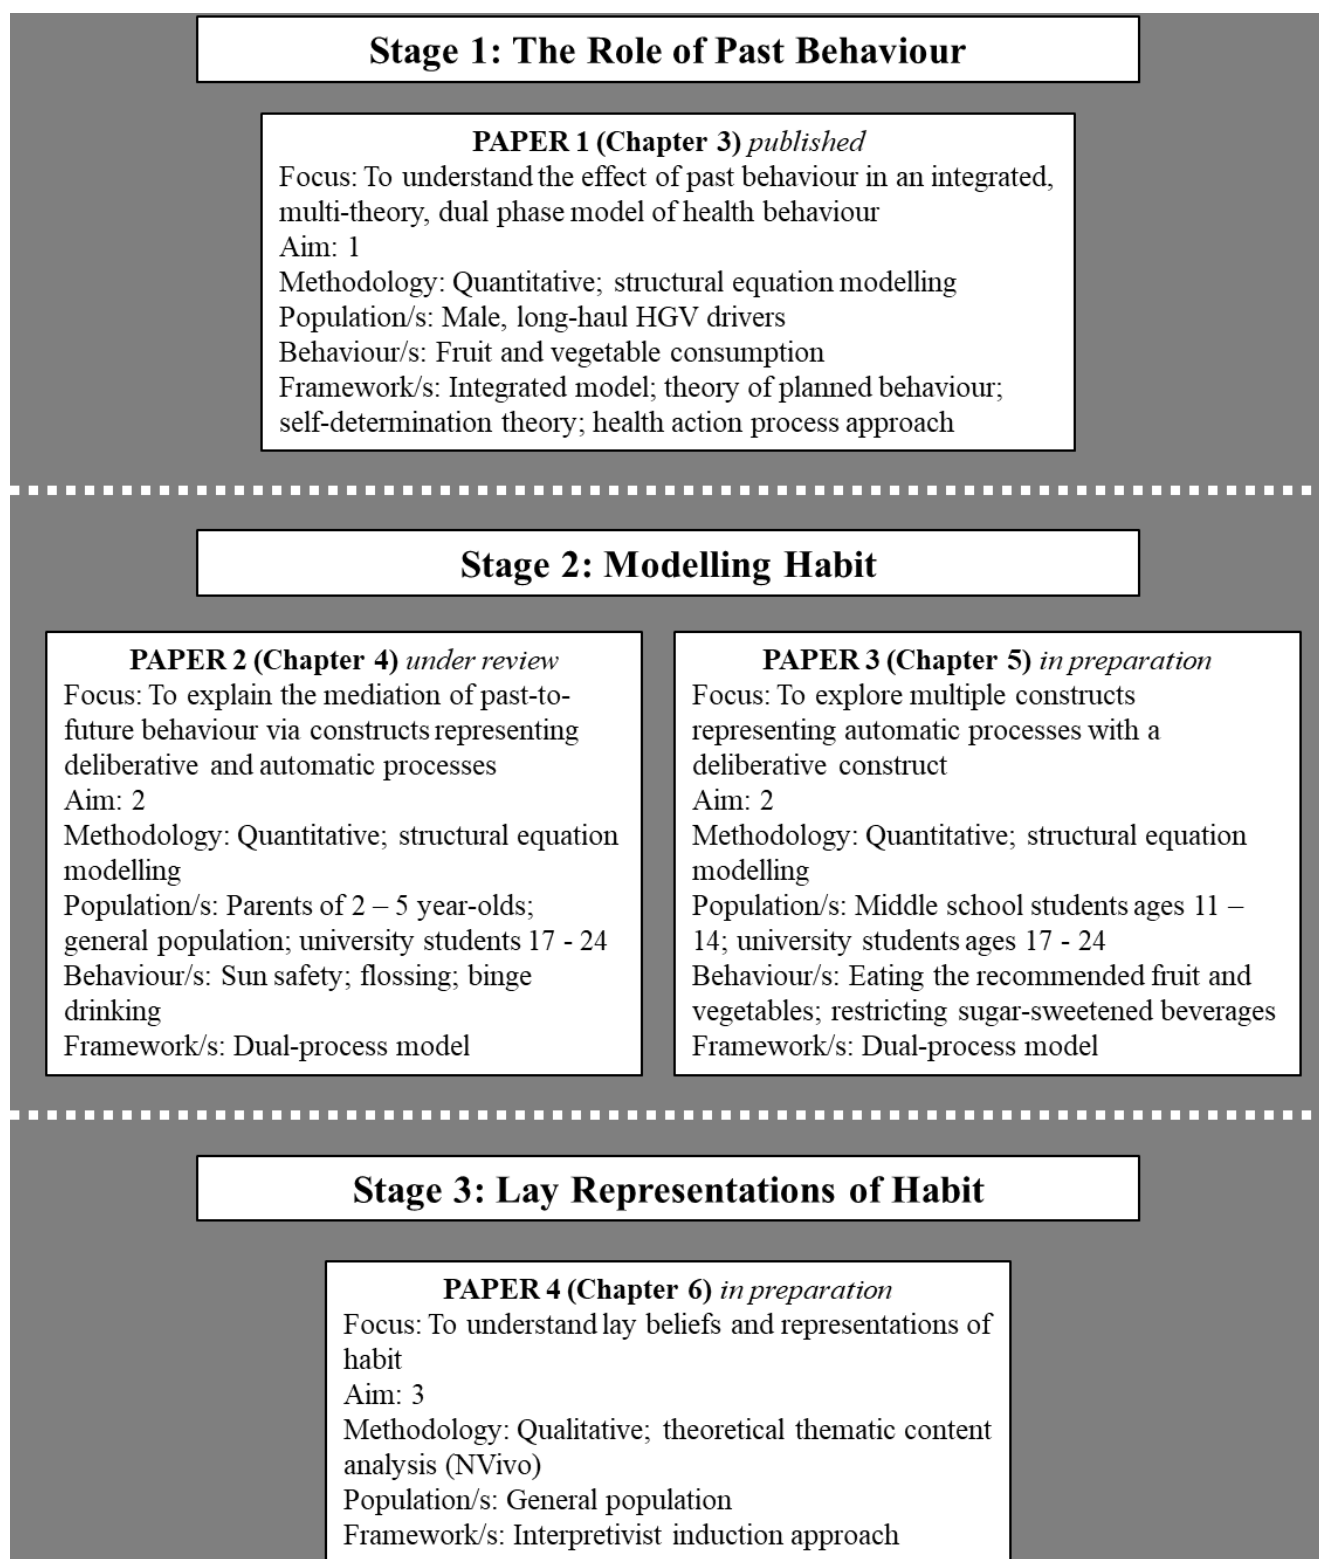 Stage 1: The Role of Past Behaviour
PAPER 1 (Chapter 3) published
Focus: To understand the effect of past behaviour in an integrated,
multi-theory, dual phase model of health behaviour
Aim: 1
Methodology: Quantitative; structural equation modelling
Population/s: Male, long-haul HGV drivers
Behaviour/s: Fruit and vegetable consumption
Framework/s: Integrated model; theory of planned behaviour;
self-determination theory; health action process approach
Stage 2: Modelling Habit
PAPER 2 (Chapter 4) under review
Focus: To explain the mediation of past-to-
future behaviour via constructs representing
deliberative and automatic processes
Aim: 2
Methodology: Quantitative; structural equation
modelling
Population/s: Parents of 2 – 5 year-olds;
general population; university students 17 - 24
Behaviour/s: Sun safety; flossing; binge
drinking
Framework/s: Dual-process model
PAPER 3 (Chapter 5) in preparation
Focus: To explore multiple constructs
representing automatic processes with a
deliberative construct
Aim: 2
Methodology: Quantitative; structural equation
modelling
Population/s: Middle school students ages 11 –
14; university students ages 17 - 24
Behaviour/s: Eating the recommended fruit and
vegetables; restricting sugar-sweetened beverages
Framework/s: Dual-process model
Stage 3: Lay Representations of Habit
PAPER 4 (Chapter 6) in preparation
Focus: To understand lay beliefs and representations of
habit
Aim: 3
Methodology: Qualitative; theoretical thematic content
analysis (NVivo)
Population/s: General population
Framework/s: Interpretivist induction approach